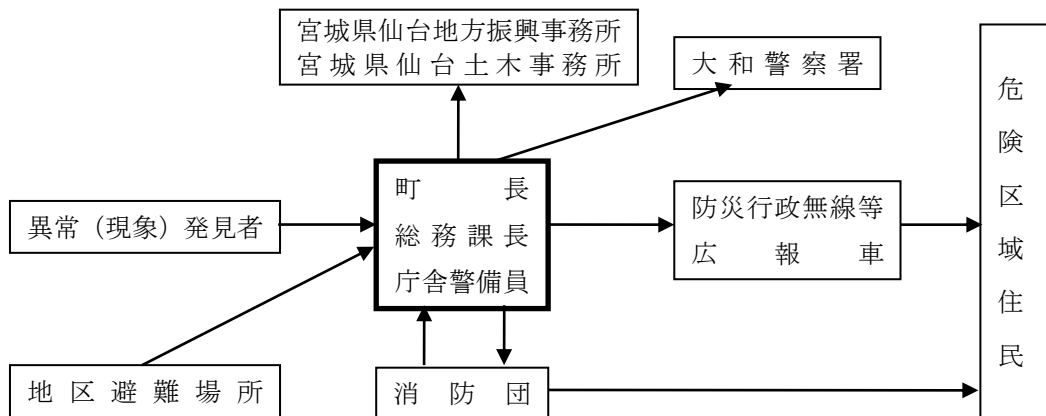 宮城県仙台地方振興事務所
宮城県仙台土木事務所
大和警察署
危険区域住民
町長
総務課長
庁舎警備員
異常（現象）発見者
防災行政無線等
広報車
地区避難場所
消防団